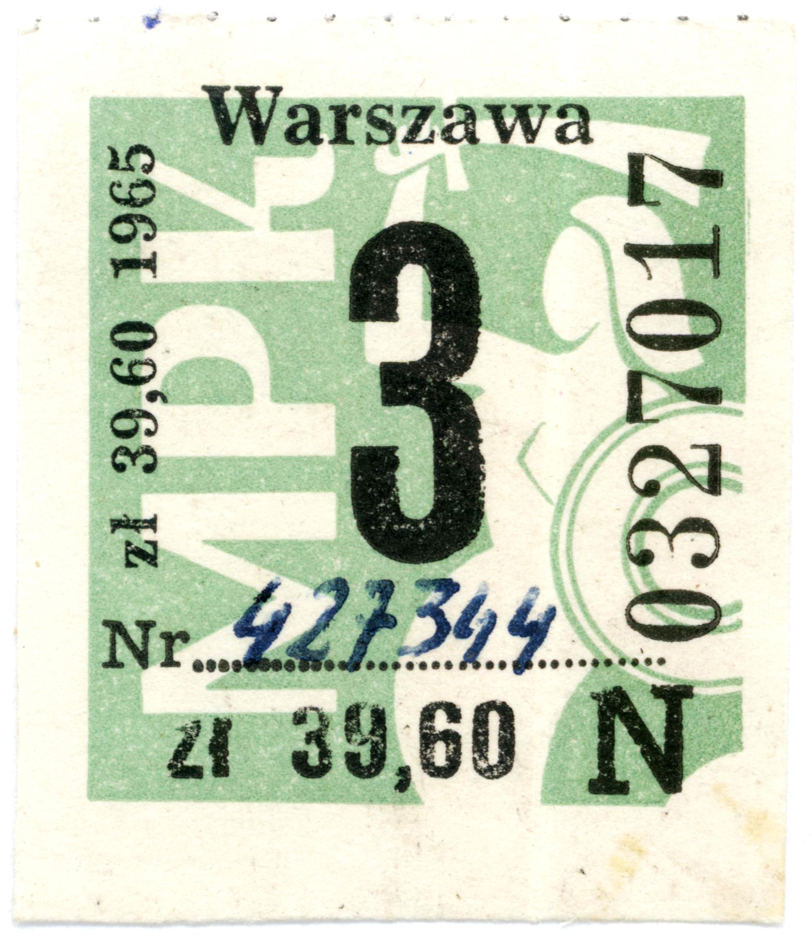 Warszawa
zł 39,60 1965
MPK
3
0327017
Nr 427344
zł 39,60 N